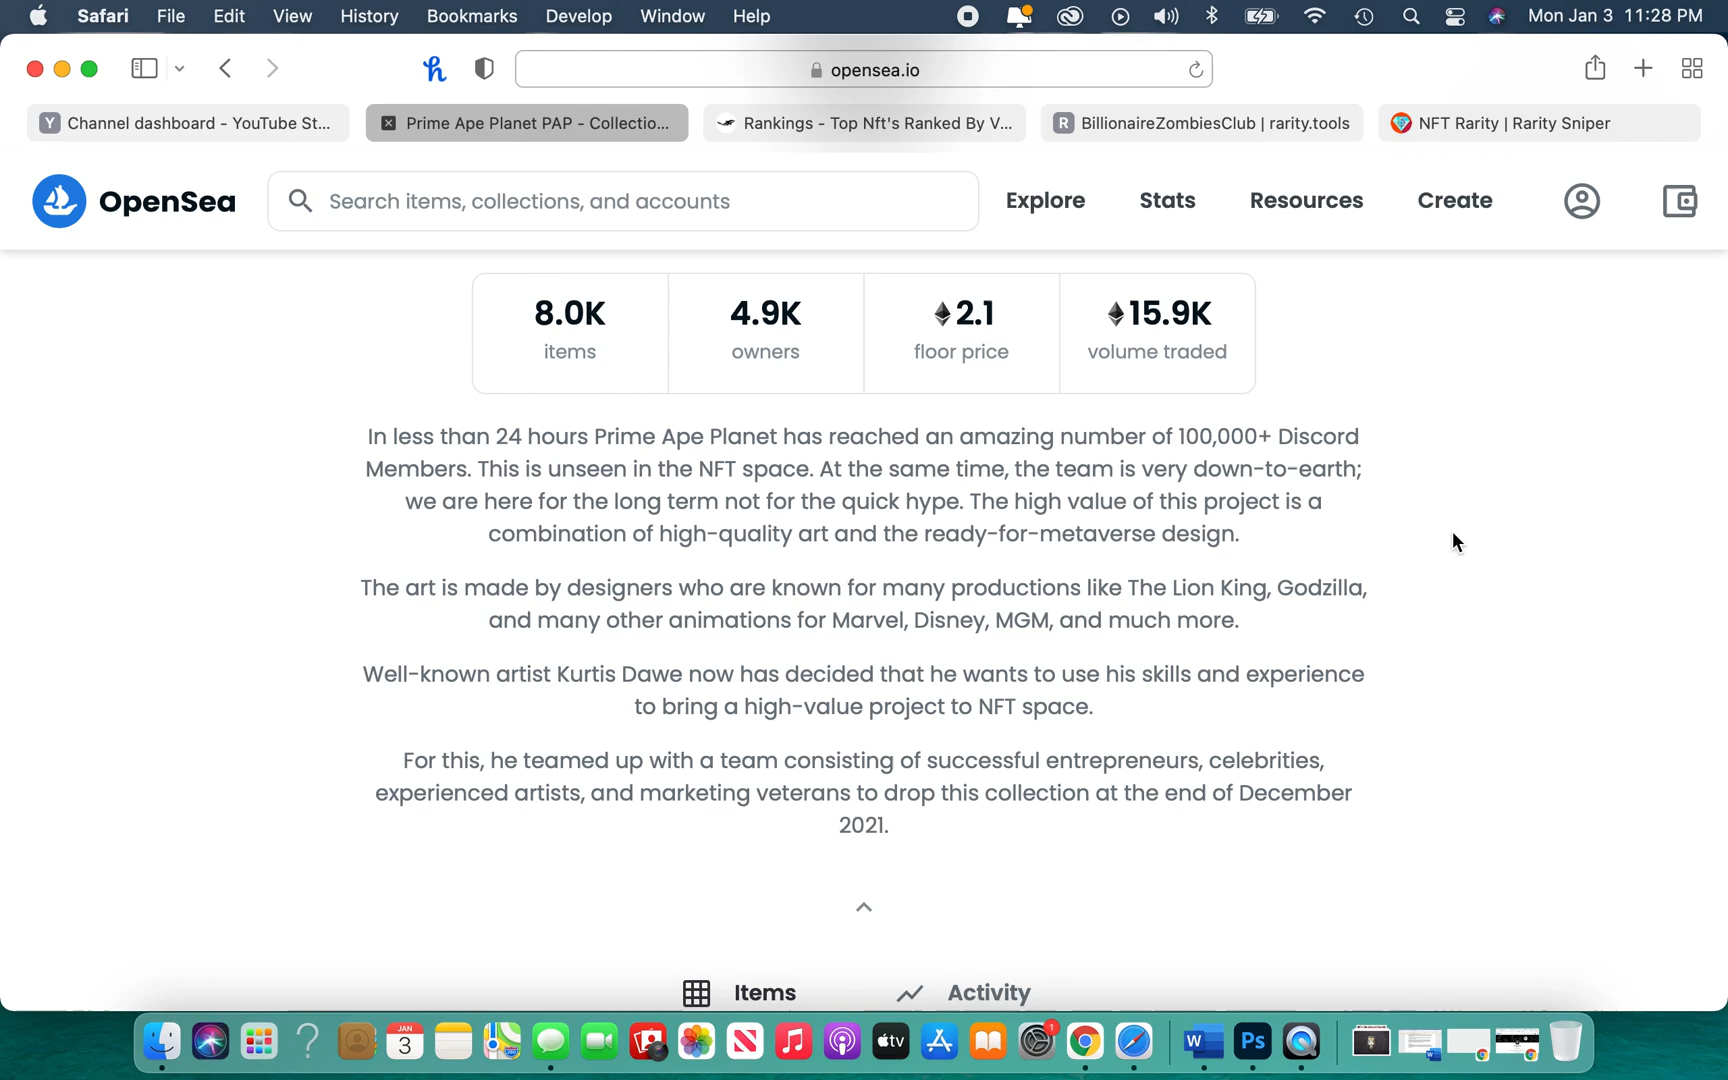 Safari File Edit View History Bookmarks Develop Window Help Mon Jan 3 11:28 PM
opensea.io
Y Channel dashboard - YouTube St... Prime Ape Planet PAP - Collectio... Rankings - Top Nft's Ranked By V... R BillionaireZombiesClub | rarity.tools NFT Rarity | Rarity Sniper
OpenSea Search items, collections, and accounts Explore Stats Resources Create
8.0K 4.9K 2.1 15.9K
items owners floor price volume traded
In less than 24 hours Prime Ape Planet has reached an amazing number of 100,000+ Discord
Members. This is unseen in the NFT space. At the same time, the team is very down-to-earth;
we are here for the long term not for the quick hype. The high value of this project is a
combination of high-quality art and the ready-for-metaverse design.
The art is made by designers who are known for many productions like The Lion King, Godzilla,
and many other animations for Marvel, Disney, MGM, and much more.
Well-known artist Kurtis Dawe now has decided that he wants to use his skills and experience
to bring a high-value project to NFT space.
For this, he teamed up with a team consisting of successful entrepreneurs, celebrities,
experienced artists, and marketing veterans to drop this collection at the end of December
2021.
Items Activity
JAN 3 tv 1 W Ps